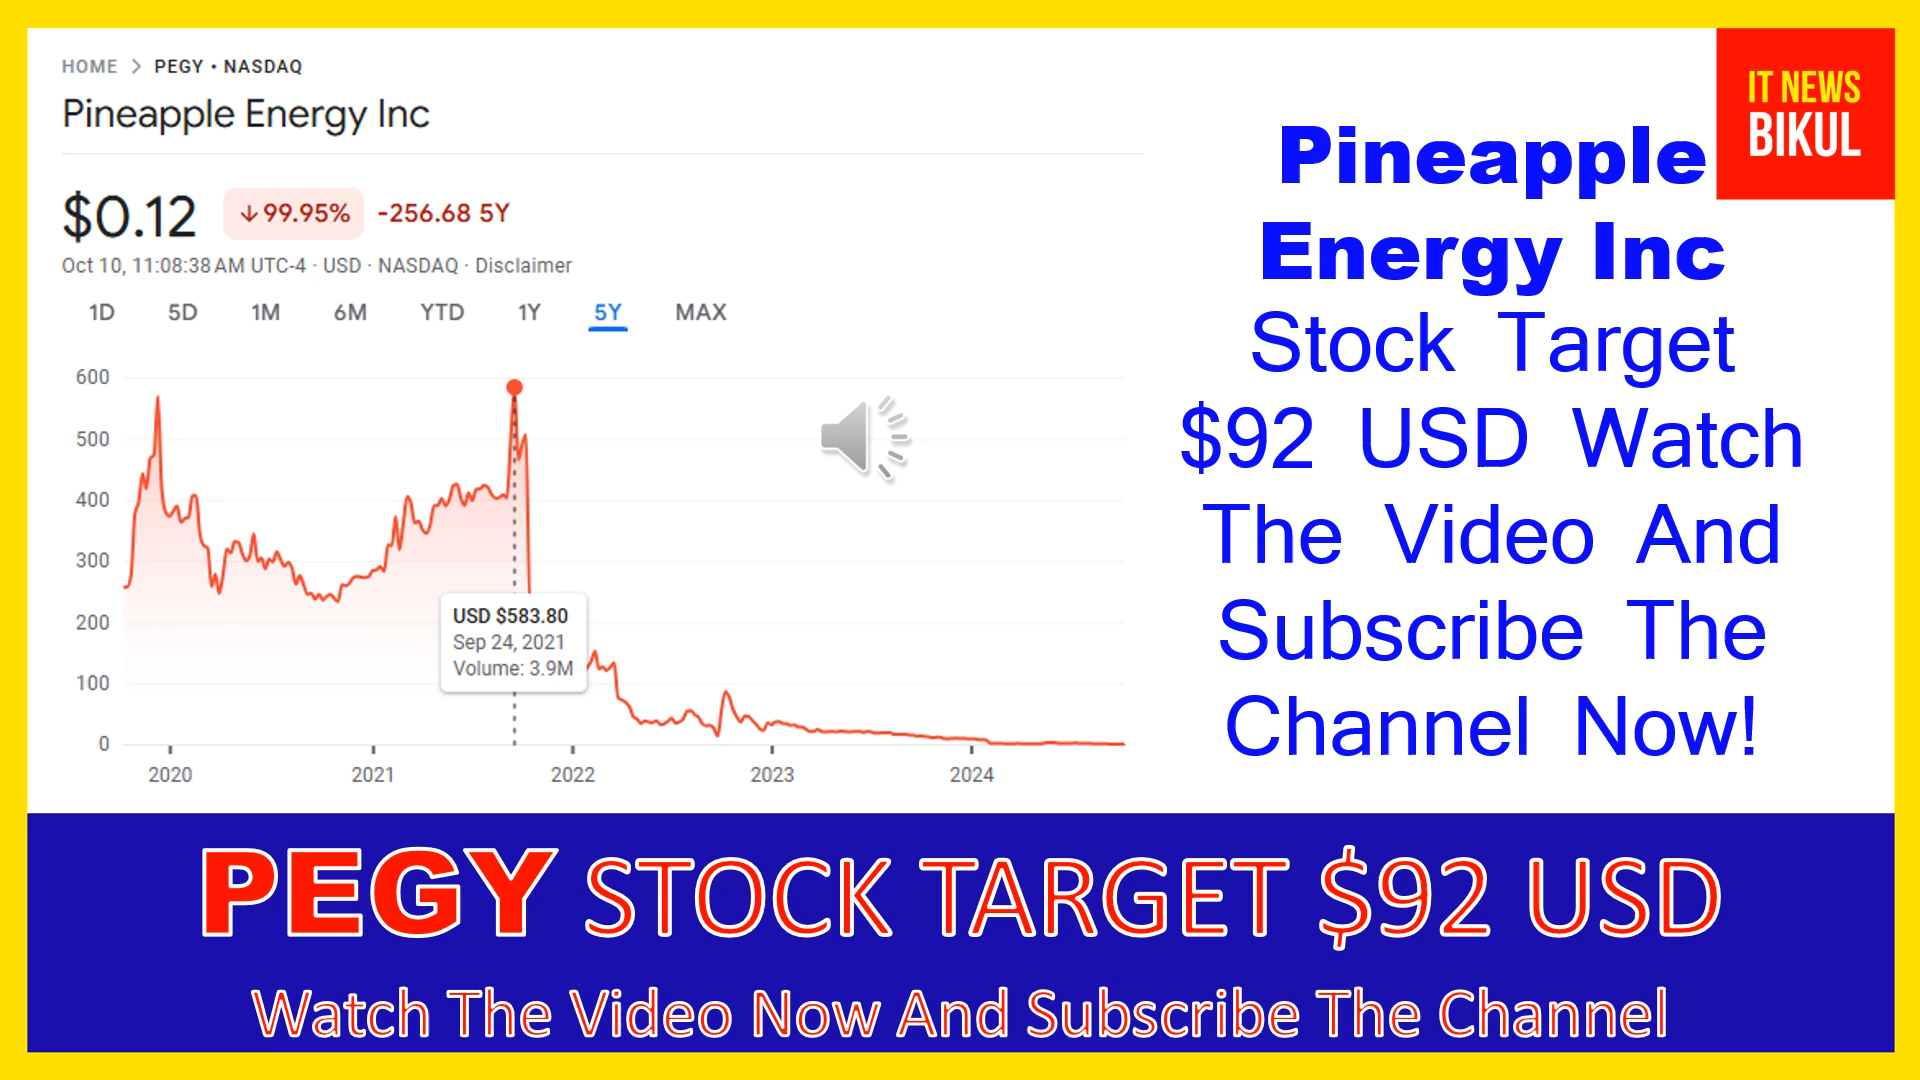 HOME > PEGY • NASDAQ
Pineapple Energy Inc
$0.12 ↓99.95% -256.68 5Y
Oct 10, 11:08:38 AM UTC-4 · USD · NASDAQ · Disclaimer
1D 5D 1M 6M YTD 1Y 5Y MAX
600
500
400
300
200
100
0
USD $583.80
Sep 24, 2021
Volume: 3.9M
2020 2021 2022 2023 2024
IT NEWS
BIKUL
Pineapple
Energy Inc
Stock Target
$92 USD Watch
The Video And
Subscribe The
Channel Now!
PEGY STOCK TARGET $92 USD
Watch The Video Now And Subscribe The Channel